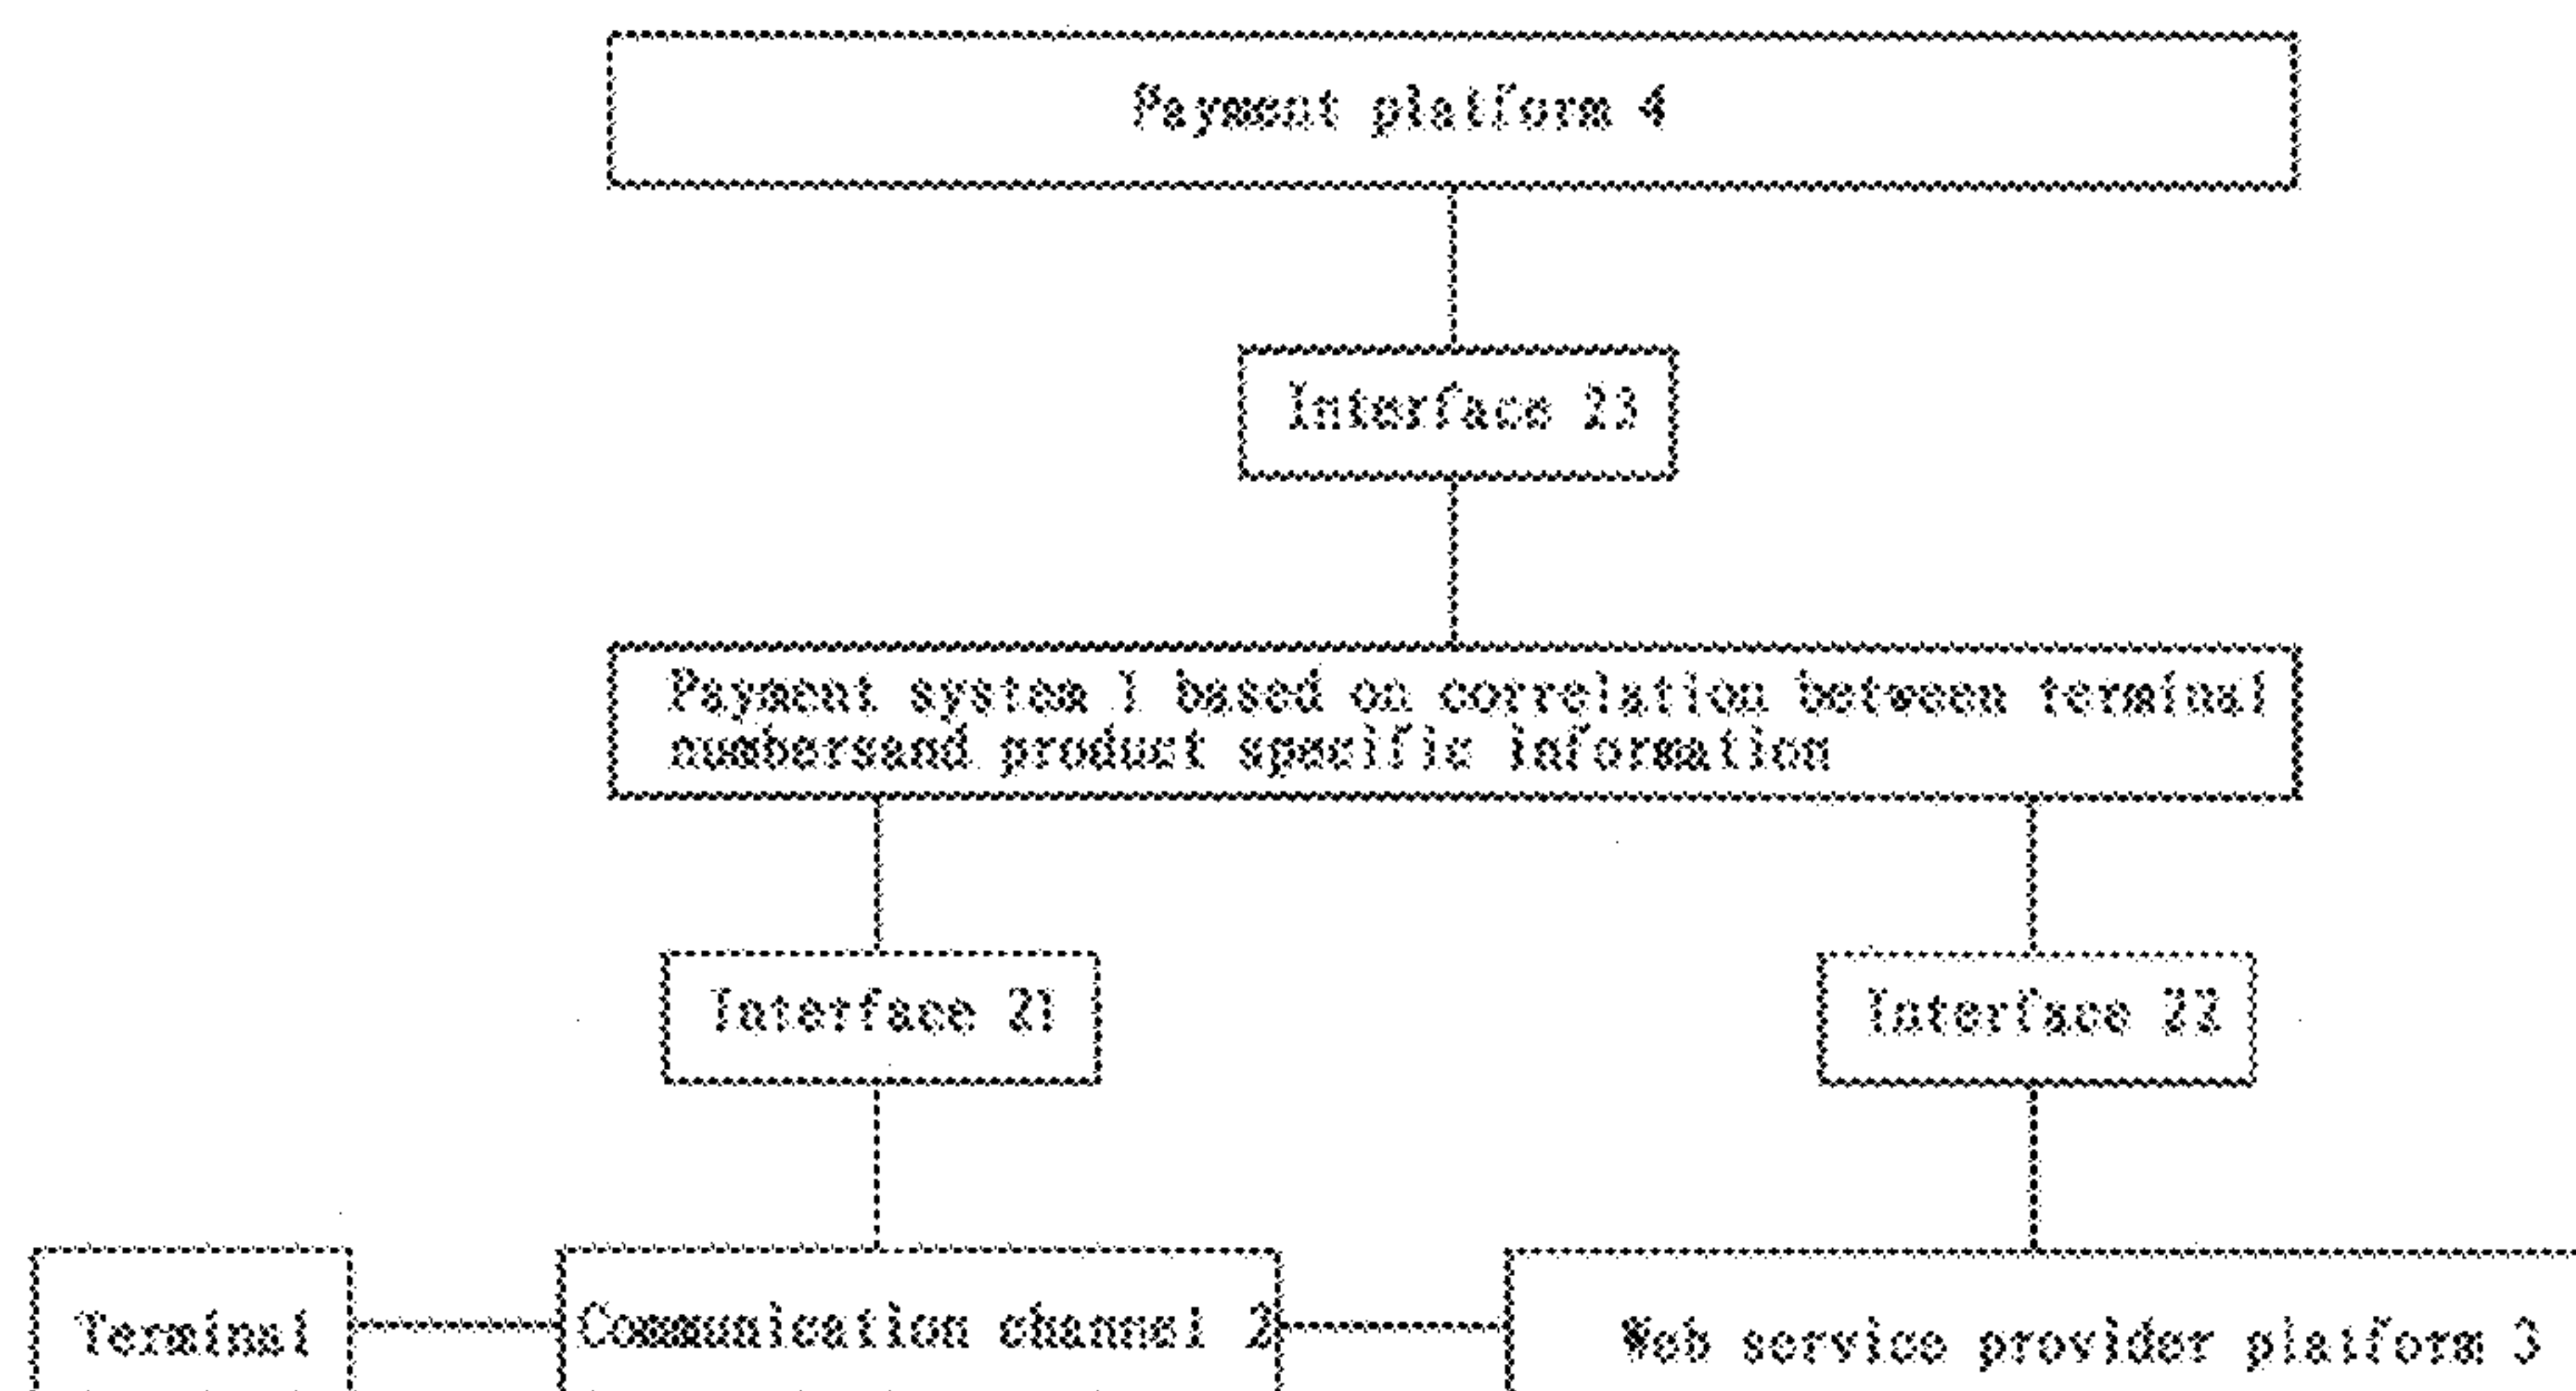 Payment platform 4
Interface 23
Payment system 1 based on correlation between terminal
numbersand product specific information
Interface 21
Interface 22
Terminal
Communication channel 2
Web service provider platform 3